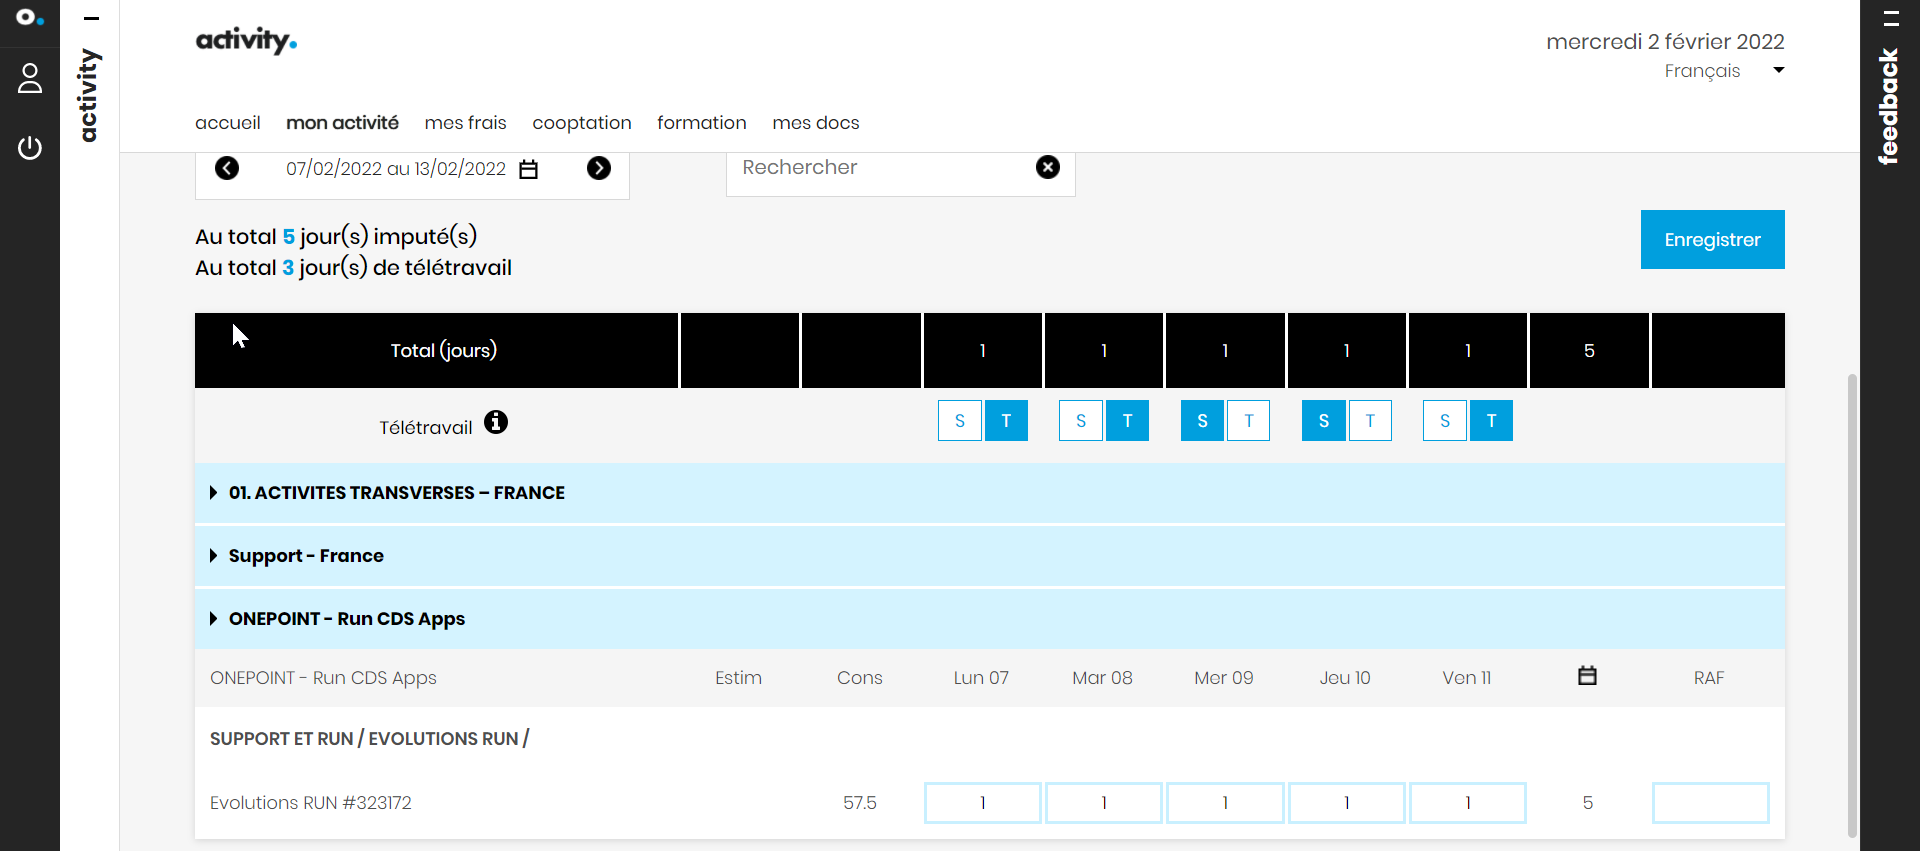 o.
activity
activity.
mercredi 2 février 2022
Français
feedback
accueil mon activité mes frais cooptation formation mes docs
07/02/2022 au 13/02/2022
Rechercher
Au total 5 jour(s) imputé(s)
Au total 3 jour(s) de télétravail
Enregistrer
Total (jours) 1 1 1 1 1 5
Télétravail S T S T S T S T S T
01. ACTIVITES TRANSVERSES – FRANCE
Support - France
ONEPOINT - Run CDS Apps
ONEPOINT - Run CDS Apps Estim Cons Lun 07 Mar 08 Mer 09 Jeu 10 Ven 11 RAF
SUPPORT ET RUN / EVOLUTIONS RUN /
Evolutions RUN #323172 57.5 1 1 1 1 1 5